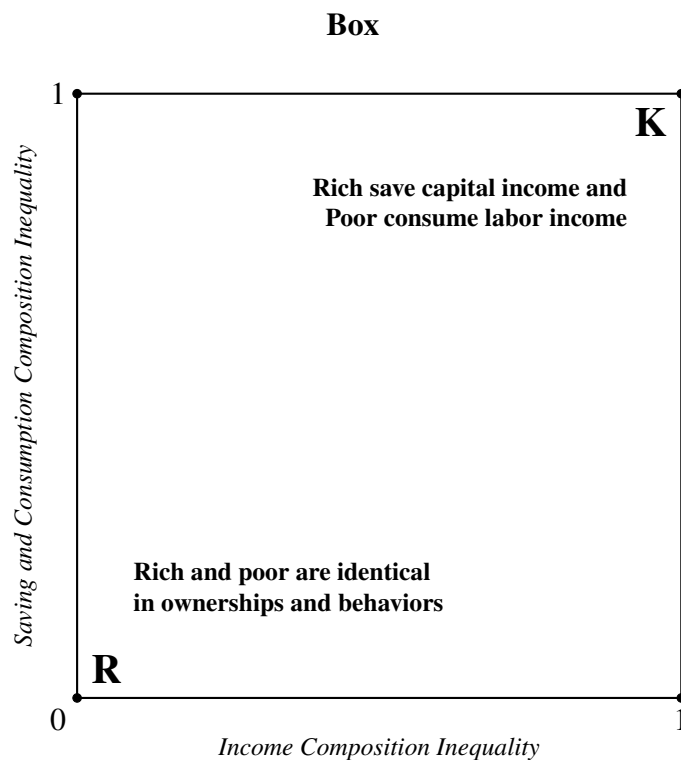 Box
1
K
Rich save capital income and
Poor consume labor income
Saving and Consumption Composition Inequality
Rich and poor are identical
in ownerships and behaviors
R
0
1
Income Composition Inequality